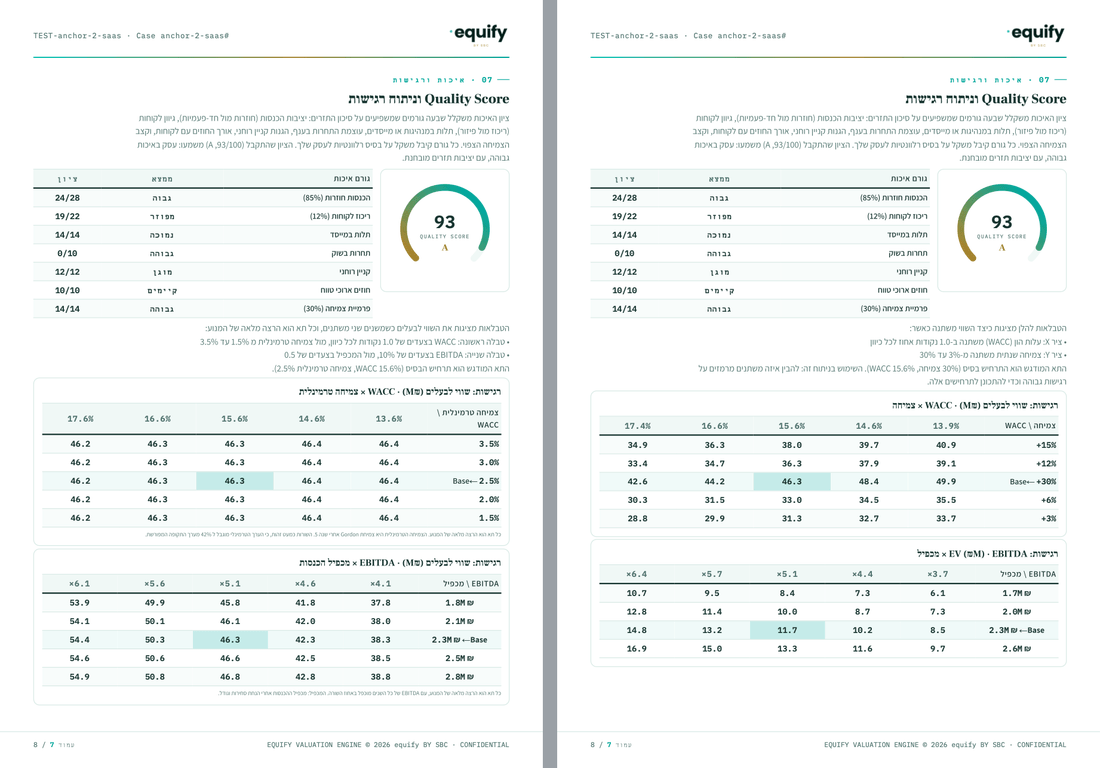 TEST-anchor-2-saas · Case anchor-2-saas#
equify
BY SBC
07 · איכות ורגישות
Quality Score וניתוח רגישות
ציון האיכות משקלל שבעה גורמים שמשפיעים על סיכון התזרים: יציבות הכנסות (חוזרות מול חד-פעמיות), גיוון לקוחות
(ריכוז מול פיזור), תלות במנהיגות או מייסדים, עוצמת התחרות בענף, הגנות קניין רוחני, אורך החוזים עם לקוחות, וקצב
הצמיחה הצפוי. כל גורם קיבל משקל על בסיס רלוונטיות לעסק שלך. הציון שהתקבל (93/100, A) משמעו: עסק באיכות
גבוהה, עם יציבות תזרים מובחנת.
93
QUALITY SCORE
A
גורם איכות ממצא ציון
הכנסות חוזרות (85%) גבוה 24/28
ריכוז לקוחות (12%) מפוזר 19/22
תלות במייסד נמוכה 14/14
תחרות בשוק גבוהה 0/10
קניין רוחני מוגן 12/12
חוזים ארוכי טווח קיימים 10/10
פרמיית צמיחה (30%) גבוהה 14/14
הטבלאות מציגות את השווי לבעלים כשמשנים שני משתנים, וכל תא הוא הרצה מלאה של המנוע:
• טבלה ראשונה: WACC בצעדים של 1.0 נקודות לכל כיוון, מול צמיחה טרמינלית מ 1.5% עד 3.5%
• טבלה שנייה: EBITDA בצעדים של 10%, מול המכפיל בצעדים של 0.5
התא המודגש הוא תרחיש הבסיס (WACC 15.6%, צמיחה טרמינלית 2.5%).
רגישות: שווי לבעלים (₪M) · WACC × צמיחה טרמינלית
צמיחה טרמינלית \ WACC 13.6% 14.6% 15.6% 16.6% 17.6%
3.5% 46.4 46.4 46.3 46.3 46.2
3.0% 46.4 46.4 46.3 46.3 46.2
2.5% ←Base 46.4 46.4 46.3 46.3 46.2
2.0% 46.4 46.4 46.3 46.3 46.2
1.5% 46.4 46.4 46.3 46.3 46.2
רגישות: שווי לבעלים (₪M) · EBITDA × מכפיל הכנסות
EBITDA \ מכפיל ×4.1 ×4.6 ×5.1 ×5.6 ×6.1
₪ 1.8M 37.8 41.8 45.8 49.9 53.9
₪ 2.1M 38.0 42.0 46.1 50.1 54.1
₪ 2.3M ←Base 38.3 42.3 46.3 50.3 54.4
₪ 2.5M 38.5 42.5 46.6 50.6 54.6
₪ 2.8M 38.8 42.8 46.8 50.8 54.9
עמוד 7 / 8
EQUIFY VALUATION ENGINE © 2026 equify BY SBC · CONFIDENTIAL
TEST-anchor-2-saas · Case anchor-2-saas#
equify
BY SBC
07 · איכות ורגישות
Quality Score וניתוח רגישות
ציון האיכות משקלל שבעה גורמים שמשפיעים על סיכון התזרים: יציבות הכנסות (חוזרות מול חד-פעמיות), גיוון לקוחות
(ריכוז מול פיזור), תלות במנהיגות או מייסדים, עוצמת התחרות בענף, הגנות קניין רוחני, אורך החוזים עם לקוחות, וקצב
הצמיחה הצפוי. כל גורם קיבל משקל על בסיס רלוונטיות לעסק שלך. הציון שהתקבל (93/100, A) משמעו: עסק באיכות
גבוהה, עם יציבות תזרים מובחנת.
93
QUALITY SCORE
A
גורם איכות ממצא ציון
הכנסות חוזרות (85%) גבוה 24/28
ריכוז לקוחות (12%) מפוזר 19/22
תלות במייסד נמוכה 14/14
תחרות בשוק גבוהה 0/10
קניין רוחני מוגן 12/12
חוזים ארוכי טווח קיימים 10/10
פרמיית צמיחה (30%) גבוהה 14/14
הטבלאות להלן מציגות כיצד השווי משתנה כאשר:
• ציר X: עלות הון (WACC) משתנה ב-1.0 נקודות אחוז לכל כיוון
• ציר Y: צמיחה שנתית משתנה מ-3% עד 30%
התא המודגש הוא התרחיש בסיס (30% צמיחה, WACC 15.6%). השימוש בניתוח זה: להבין איזה משתנים מרמזים על
רגישות גבוהה וכדי להתכונן לתרחישים אלה.
רגישות: שווי לבעלים (₪M) · WACC × צמיחה
צמיחה \ WACC 13.9% 14.6% 15.6% 16.6% 17.4%
+15% 40.9 39.7 38.0 36.3 34.9
+12% 39.1 37.9 36.3 34.7 33.4
+30% ←Base 49.9 48.4 46.3 44.2 42.6
+6% 35.5 34.5 33.0 31.5 30.3
+3% 33.7 32.7 31.3 29.9 28.8
רגישות: EV (₪M) · EBITDA × מכפיל
EBITDA \ מכפיל ×3.7 ×4.4 ×5.1 ×5.7 ×6.4
₪ 1.7M 6.1 7.3 8.4 9.5 10.7
₪ 2.0M 7.3 8.7 10.0 11.4 12.8
₪ 2.3M ←Base 8.5 10.2 11.7 13.2 14.8
₪ 2.6M 9.7 11.6 13.3 15.0 16.9
עמוד 7 / 8
EQUIFY VALUATION ENGINE © 2026 equify BY SBC · CONFIDENTIAL